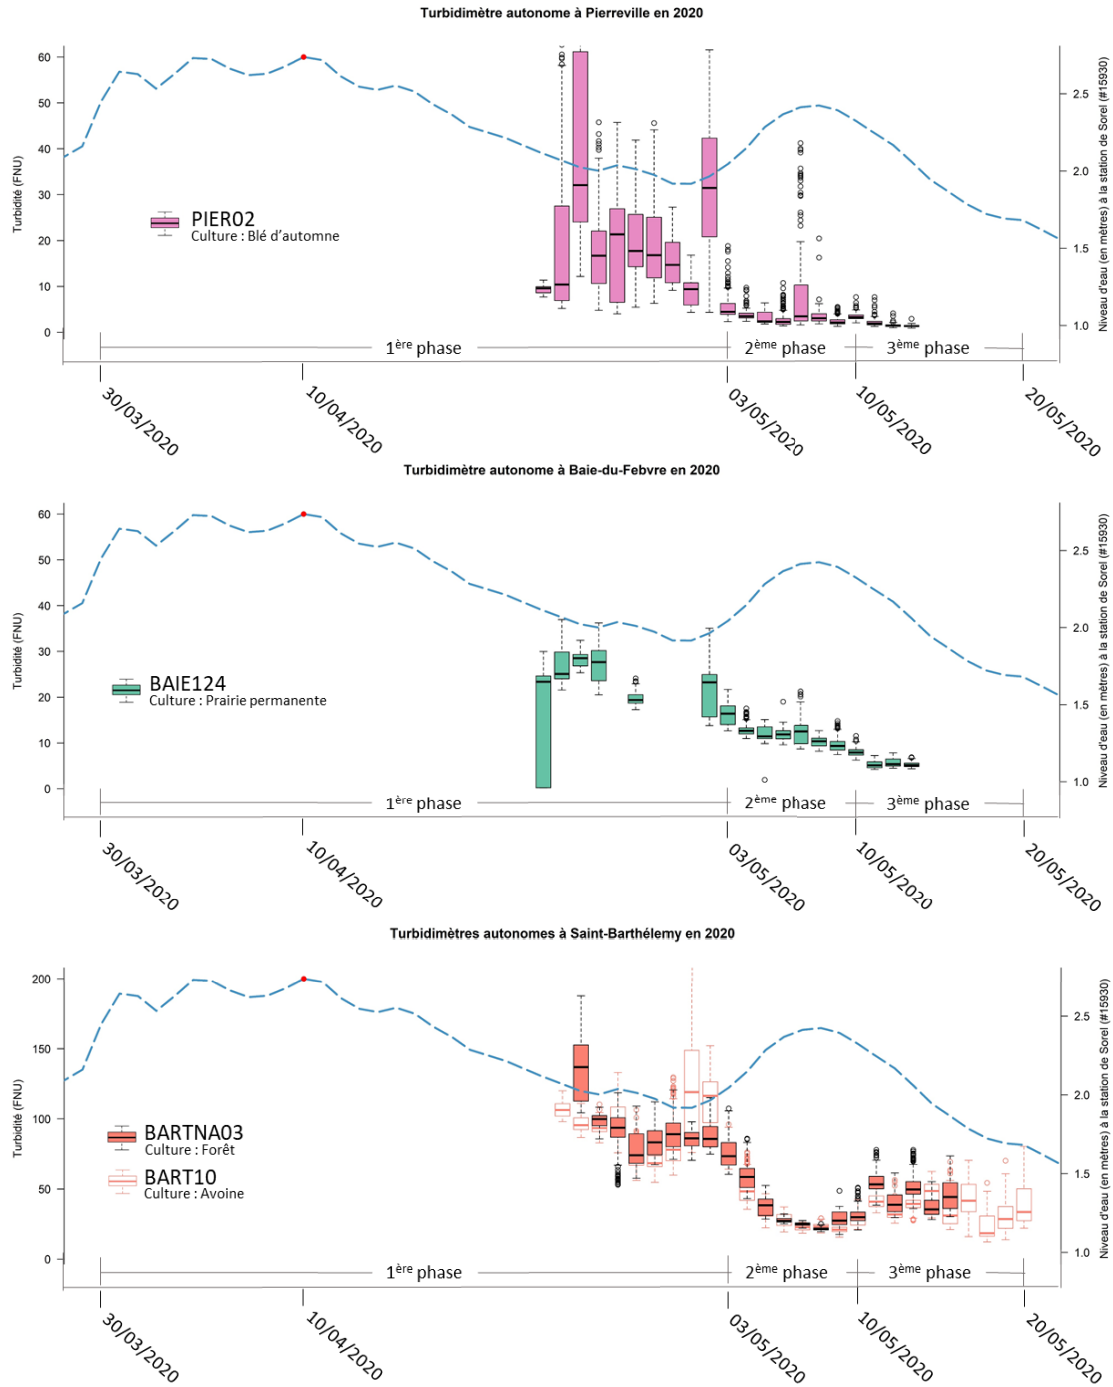 Turbidimètre autonome à Pierreville en 2020
Turbidité (FNU)
60
50
40
30
20
10
0
PIER02
Culture : Blé d'automne
1ère phase
2ème phase
3ème phase
30/03/2020
10/04/2020
03/05/2020
10/05/2020
20/05/2020
2.5
2.0
1.5
1.0
Niveau d'eau (en mètres) à la station de Sorel (#15930)
Turbidimètre autonome à Baie-du-Febvre en 2020
Turbidité (FNU)
60
50
40
30
20
10
0
BAIE124
Culture : Prairie permanente
1ère phase
2ème phase
3ème phase
30/03/2020
10/04/2020
03/05/2020
10/05/2020
20/05/2020
2.5
2.0
1.5
1.0
Niveau d'eau (en mètres) à la station de Sorel (#15930)
Turbidimètres autonomes à Saint-Barthélemy en 2020
Turbidité (FNU)
200
150
100
50
0
BARTNA03
Culture : Forêt
BART10
Culture : Avoine
1ère phase
2ème phase
3ème phase
30/03/2020
10/04/2020
03/05/2020
10/05/2020
20/05/2020
2.5
2.0
1.5
1.0
Niveau d'eau (en mètres) à la station de Sorel (#15930)